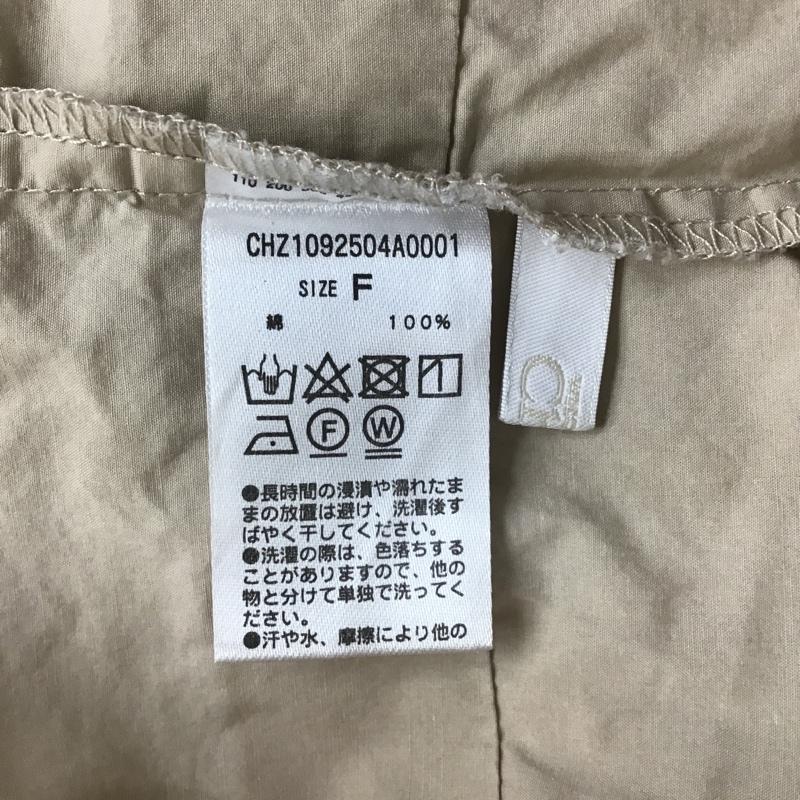 110 200
CHZ1092504A0001
SIZE F
綿 100%
F W
●長時間の浸漬や濡れたま
まの放置は避け、洗濯後す
ばやく干してください。
●洗濯の際は、色落ちする
ことがありますので、他の
物と分けて単独で洗ってく
ださい。
●汗や水、摩擦により他の